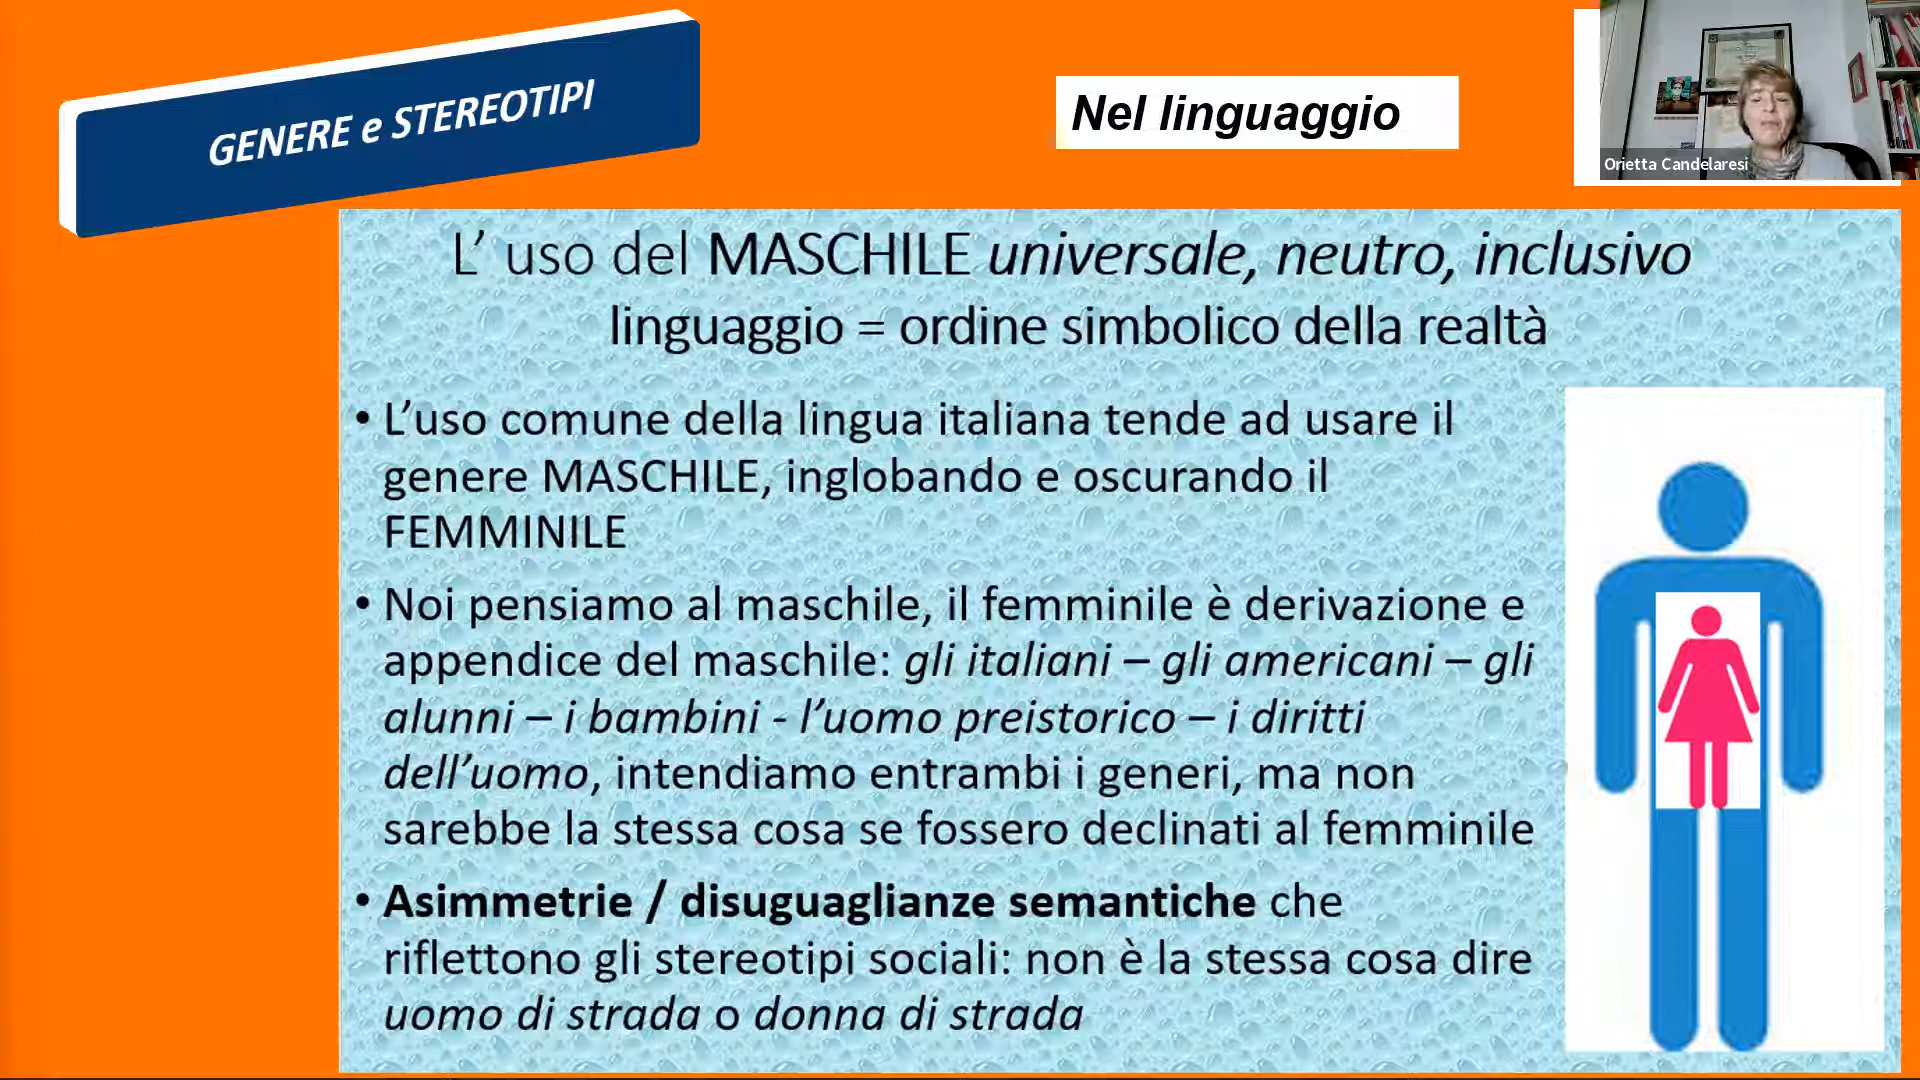 GENERE e STEREOTIPI
Nel linguaggio
Orietta Candelaresi
L’ uso del MASCHILE universale, neutro, inclusivo
linguaggio = ordine simbolico della realtà
• L’uso comune della lingua italiana tende ad usare il
genere MASCHILE, inglobando e oscurando il
FEMMINILE
• Noi pensiamo al maschile, il femminile è derivazione e
appendice del maschile: gli italiani – gli americani – gli
alunni – i bambini - l’uomo preistorico – i diritti
dell’uomo, intendiamo entrambi i generi, ma non
sarebbe la stessa cosa se fossero declinati al femminile
• Asimmetrie / disuguaglianze semantiche che
riflettono gli stereotipi sociali: non è la stessa cosa dire
uomo di strada o donna di strada